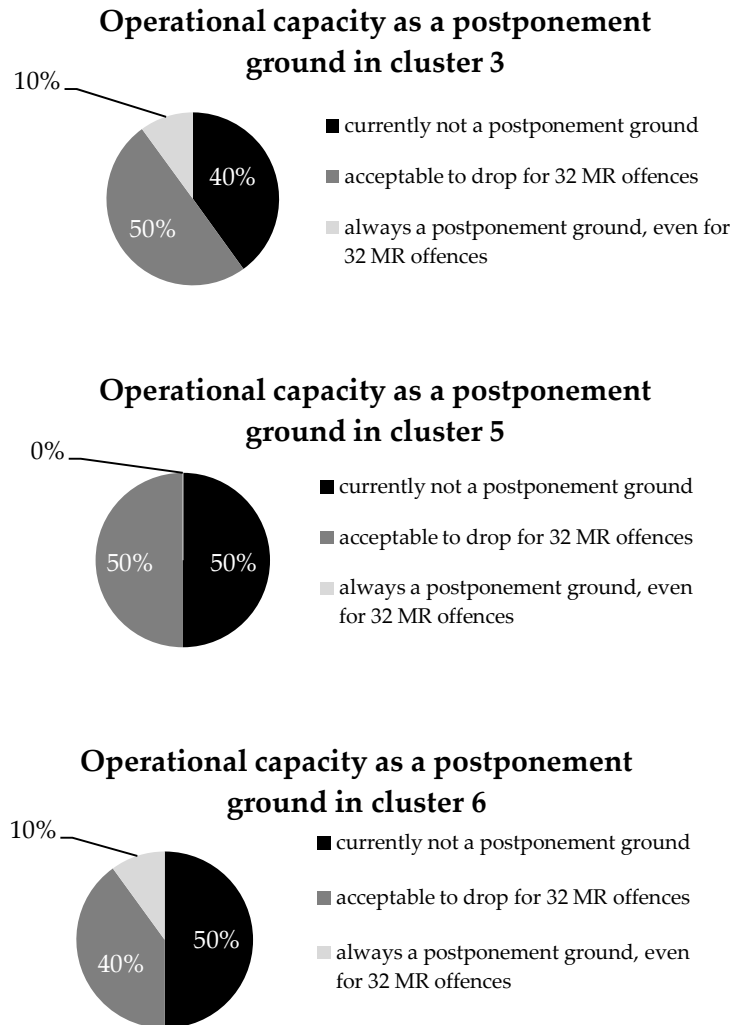 Operational capacity as a postponement
ground in cluster 3
10%
40%
50%
currently not a postponement ground
acceptable to drop for 32 MR offences
always a postponement ground, even for
32 MR offences
Operational capacity as a postponement
ground in cluster 5
0%
50%
50%
currently not a postponement ground
acceptable to drop for 32 MR offences
always a postponement ground, even
for 32 MR offences
Operational capacity as a postponement
ground in cluster 6
10%
50%
40%
currently not a postponement ground
acceptable to drop for 32 MR offences
always a postponement ground, even
for 32 MR offences